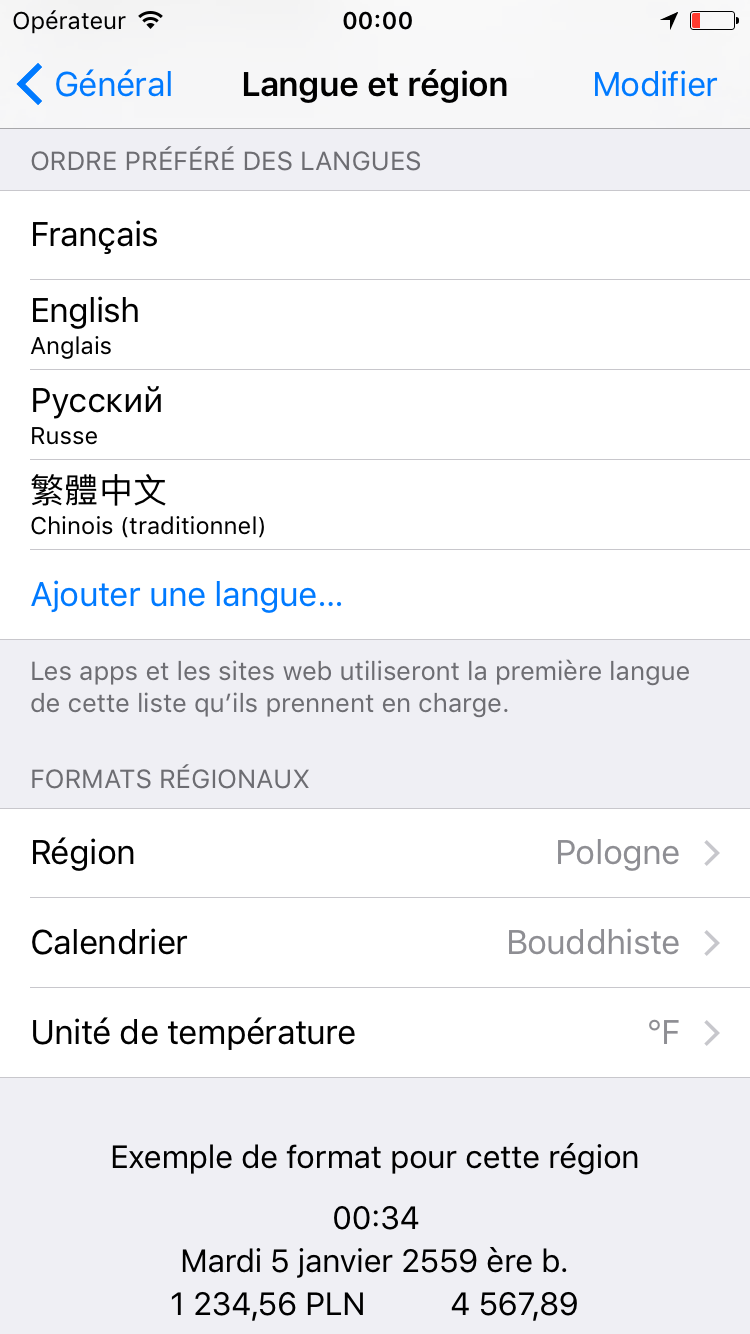 Opérateur 00:00
Général Langue et région Modifier
ORDRE PRÉFÉRÉ DES LANGUES
Français
English
Anglais
Русский
Russe
繁體中文
Chinois (traditionnel)
Ajouter une langue...
Les apps et les sites web utiliseront la première langue
de cette liste qu’ils prennent en charge.
FORMATS RÉGIONAUX
Région Pologne
Calendrier Bouddhiste
Unité de température °F
Exemple de format pour cette région
00:34
Mardi 5 janvier 2559 ère b.
1 234,56 PLN 4 567,89